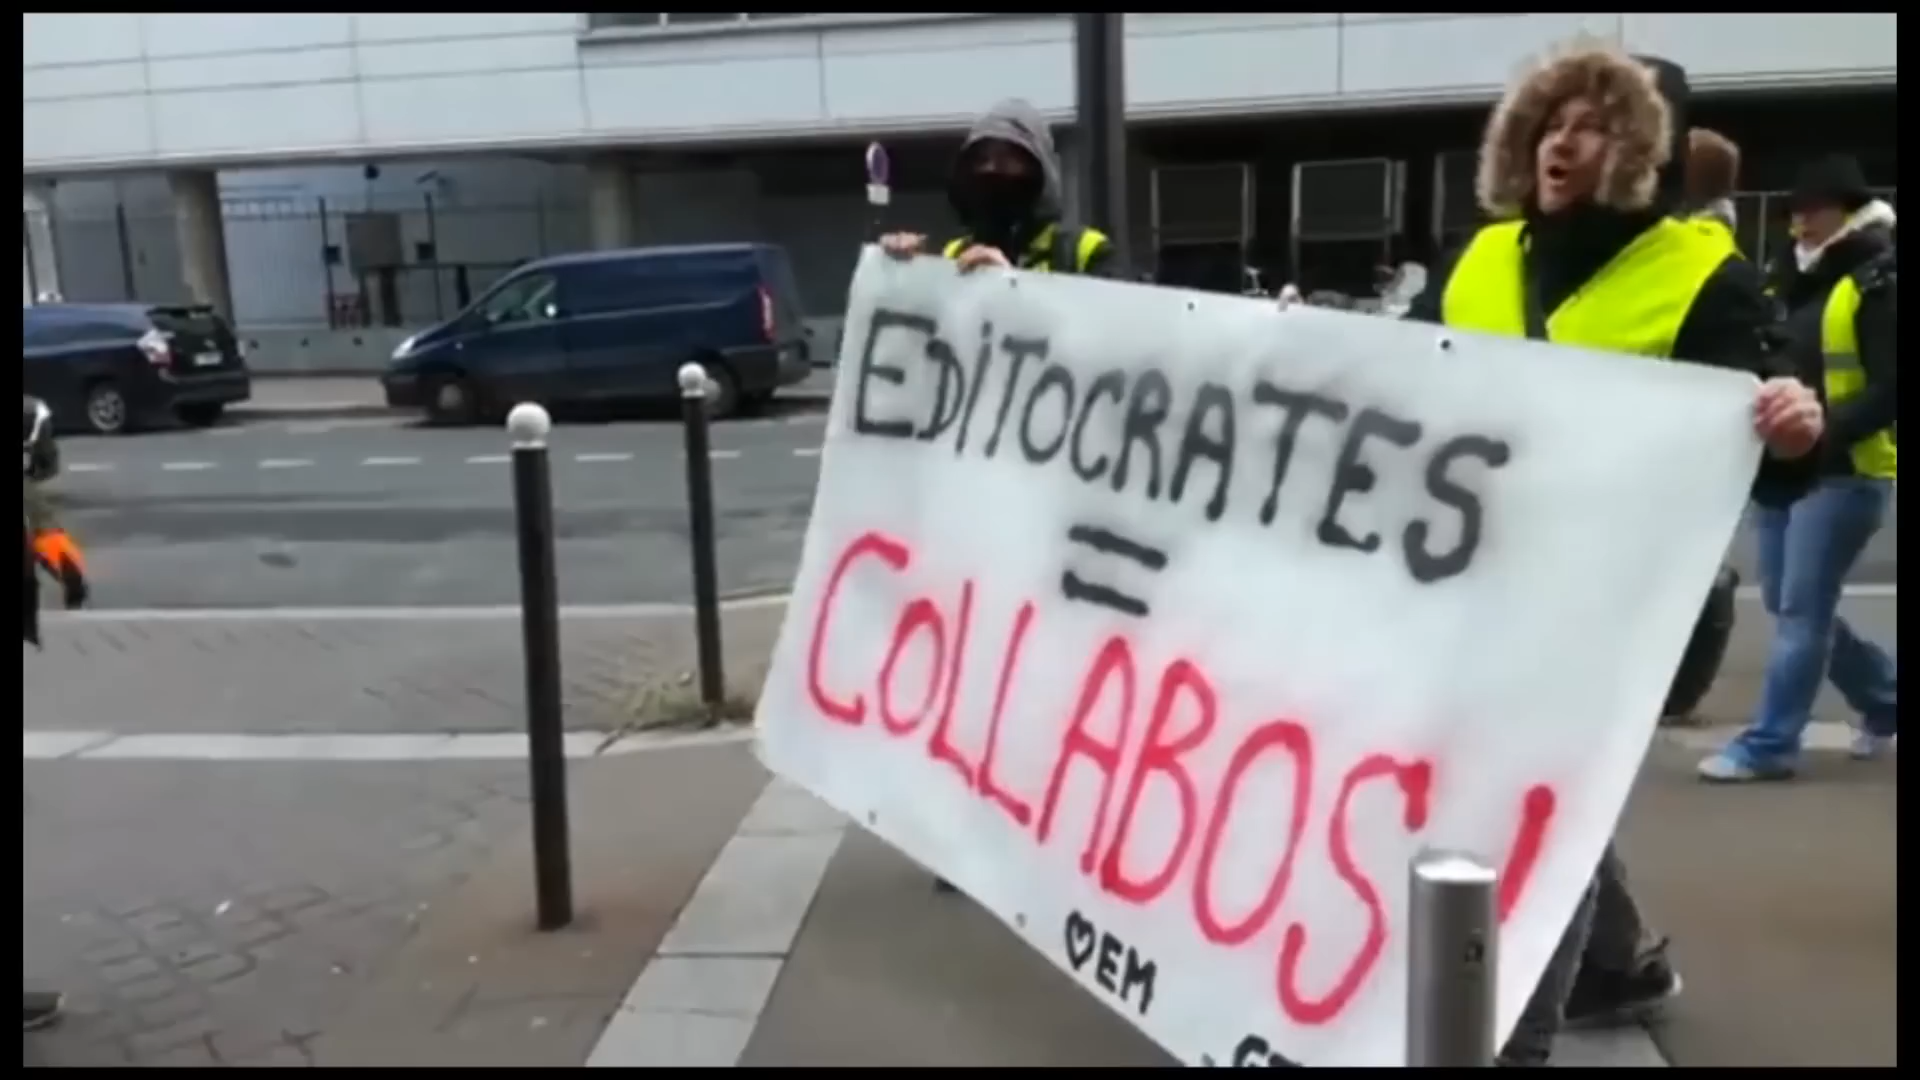 EDITOCRATES
=
COLLABOS !
♡EM